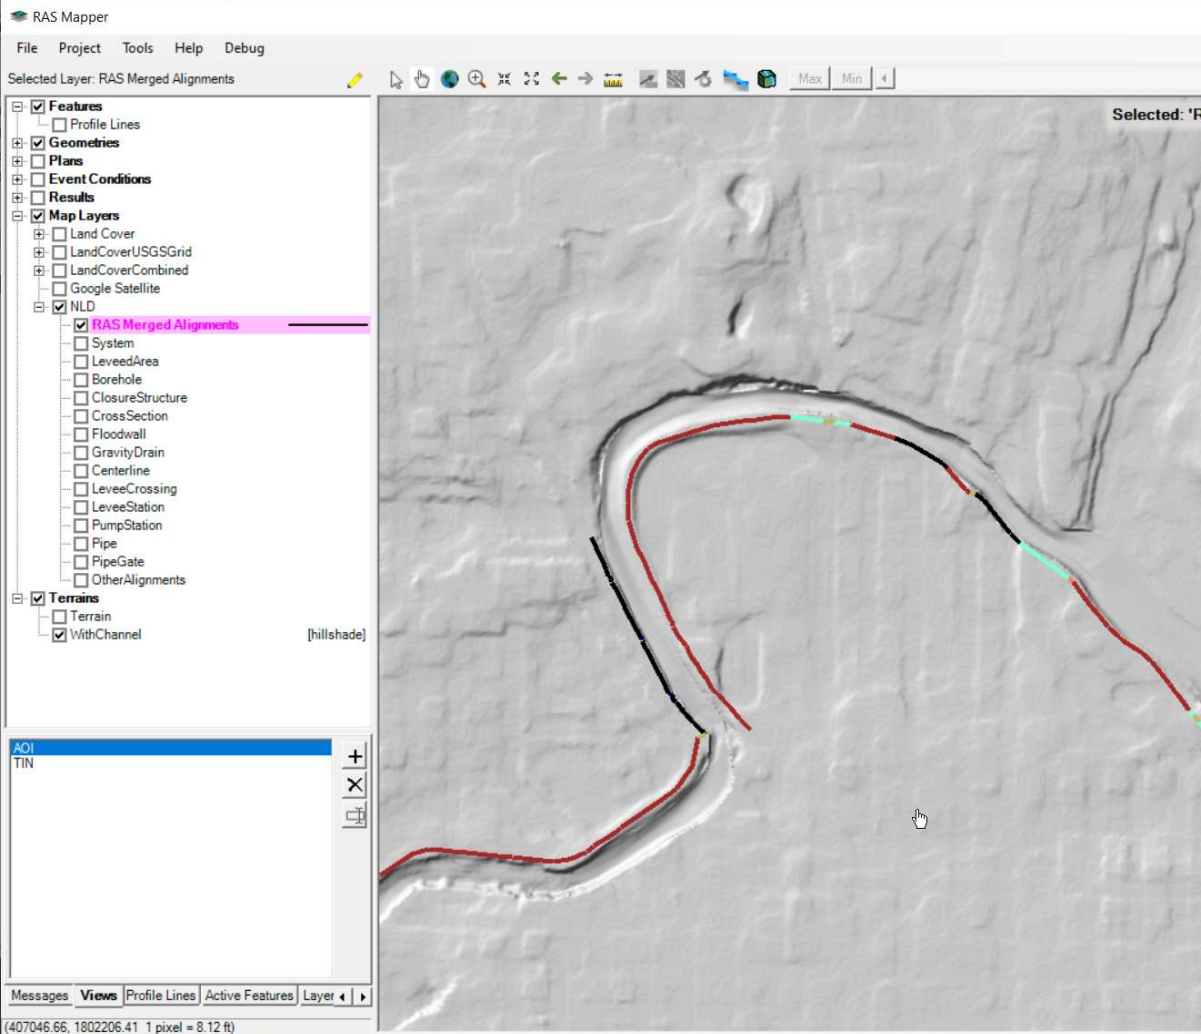 RAS Mapper
File Project Tools Help Debug
Selected Layer: RAS Merged Alignments
Max Min
Features
Profile Lines
Geometries
Plans
Event Conditions
Results
Map Layers
Land Cover
LandCoverUSGSGrid
LandCoverCombined
Google Satellite
NLD
RAS Merged Alignments
System
LeveedArea
Borehole
ClosureStructure
CrossSection
Floodwall
GravityDrain
Centerline
LeveeCrossing
LeveeStation
PumpStation
Pipe
PipeGate
OtherAlignments
Terrains
Terrain
WithChannel [hillshade]
Selected: 'R
AOI
TIN
Messages Views Profile Lines Active Features Layer
(407046.66, 1802206.41 1 pixel = 8.12 ft)